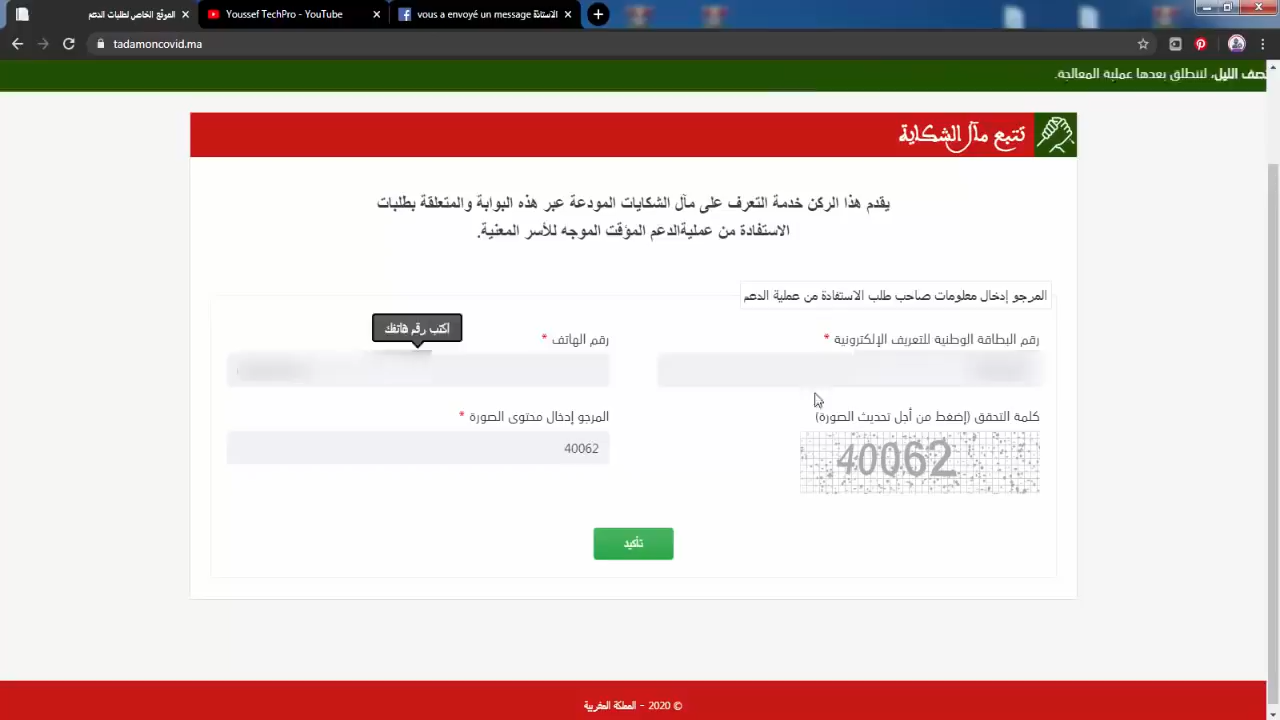 الموقع الخاص لطلبات الدعم
Youssef TechPro - YouTube
vous a envoyé un message الاستاذة
tadamoncovid.ma
الليل، لتنطلق بعدها عملية المعالجة.
تتبع مآل الشكاية
يقدم هذا الركن خدمة التعرف على مآل الشكايات المودعة عبر هذه البوابة والمتعلقة بطلبات
الاستفادة من عمليةالدعم المؤقت الموجه للأسر المعنية.
المرجو إدخال معلومات صاحب طلب الاستفادة من عملية الدعم
رقم البطاقة الوطنية للتعريف الإلكترونية *
رقم الهاتف *
اكتب رقم هاتفك
كلمة التحقق (إضغط من أجل تحديث الصورة)
المرجو إدخال محتوى الصورة *
40062
40062
تأكيد
© 2020 - المملكة المغربية